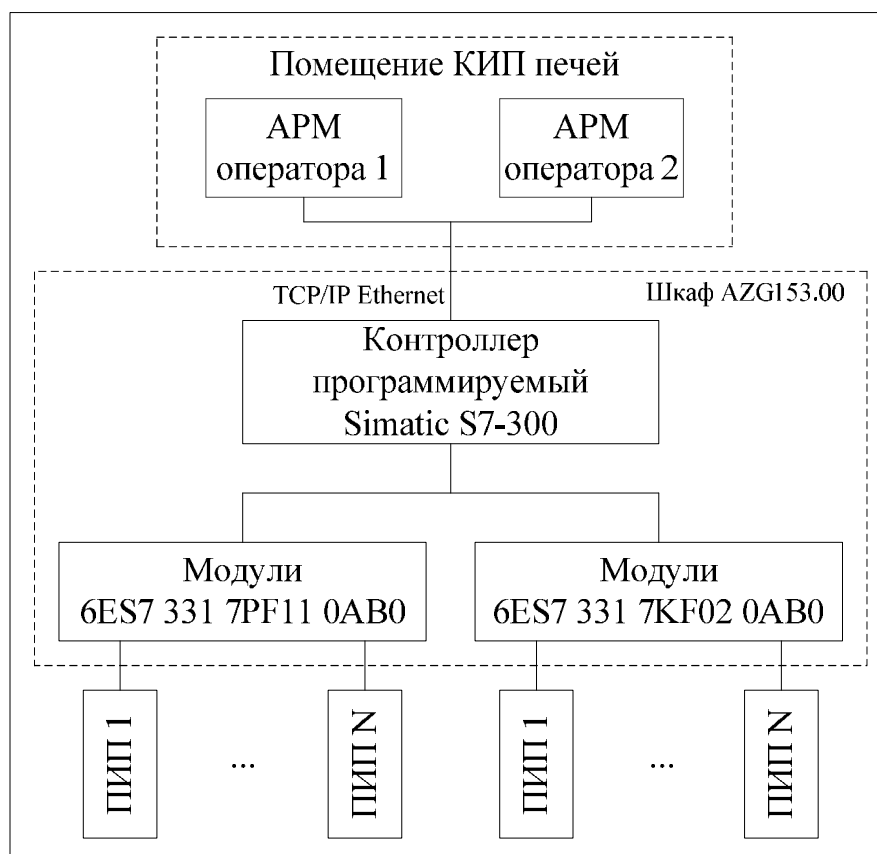 Помещение КИП печей
АРМ
оператора 1
АРМ
оператора 2
TCP/IP Ethernet
Шкаф AZG153.00
Контроллер
программируемый
Simatic S7-300
Модули
6ES7 331 7PF11 0AB0
Модули
6ES7 331 7KF02 0AB0
ПИП 1
...
ПИП N
ПИП 1
...
ПИП N